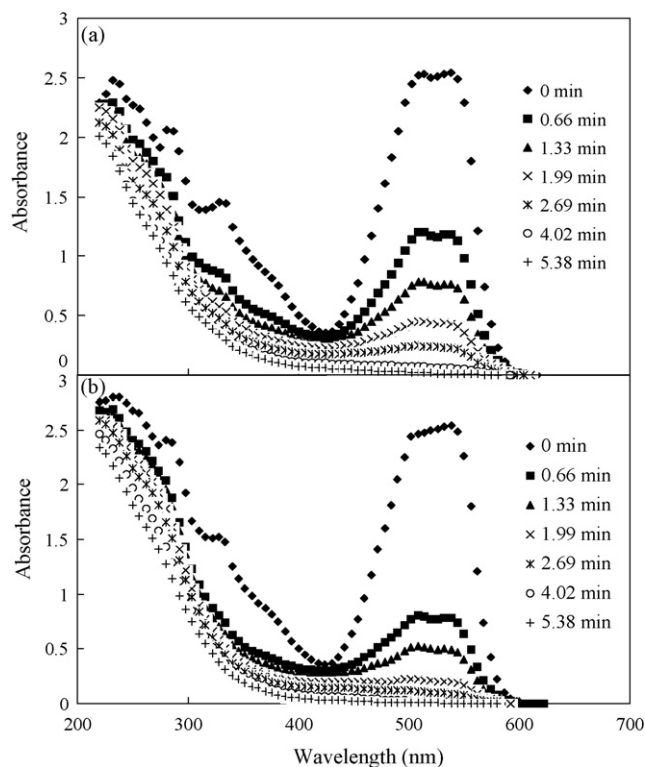 3
(a)
2.5
2
1.5
1
0.5
0
Absorbance
0 min
0.66 min
1.33 min
1.99 min
2.69 min
4.02 min
5.38 min
3
(b)
2.5
2
1.5
1
0.5
0
Absorbance
0 min
0.66 min
1.33 min
1.99 min
2.69 min
4.02 min
5.38 min
200 300 400 500 600 700
Wavelength (nm)